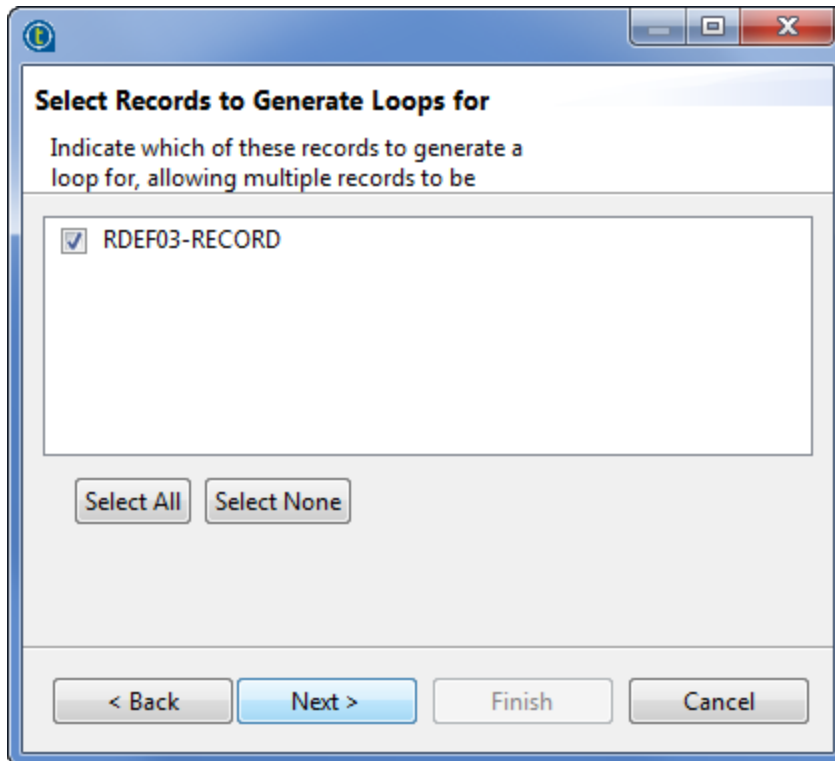 Select Records to Generate Loops for
Indicate which of these records to generate a
loop for, allowing multiple records to be
RDEF03-RECORD
Select All Select None
< Back Next > Finish Cancel